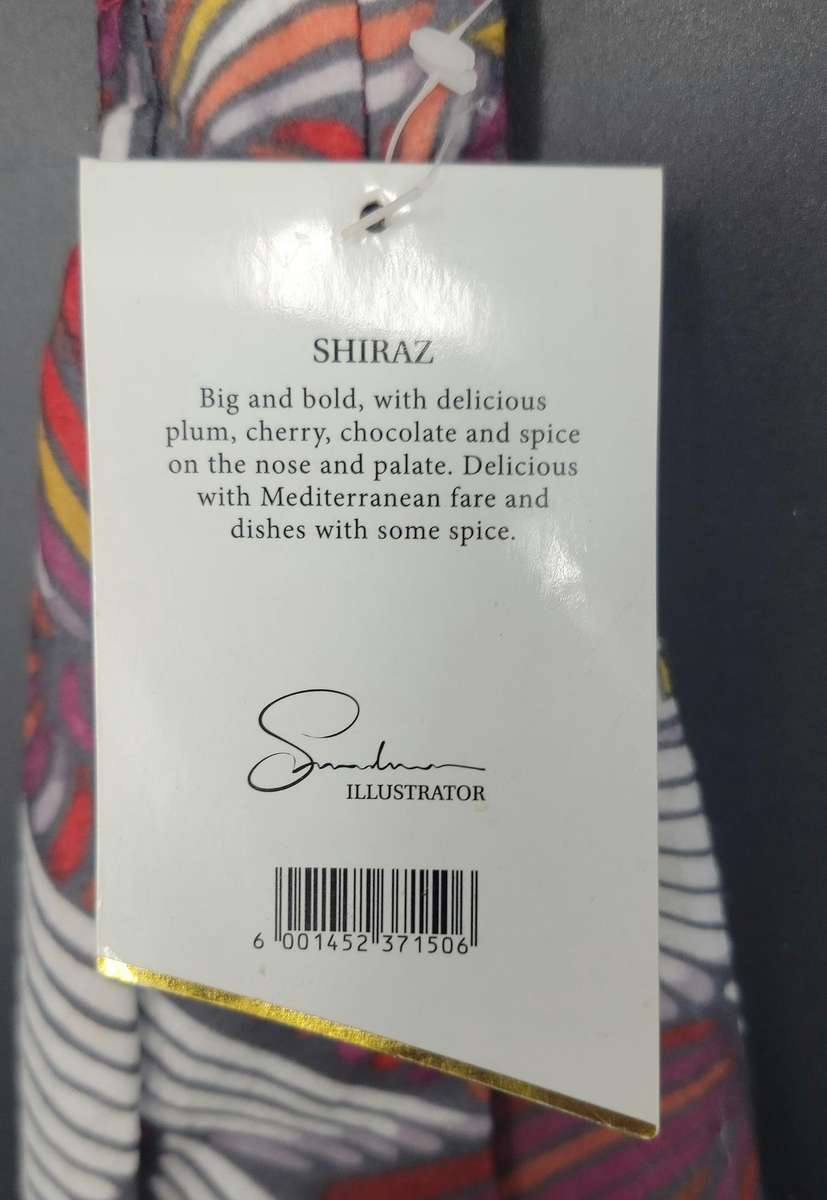 SHIRAZ
Big and bold, with delicious
plum, cherry, chocolate and spice
on the nose and palate. Delicious
with Mediterranean fare and
dishes with some spice.
ILLUSTRATOR
6 001452 371506